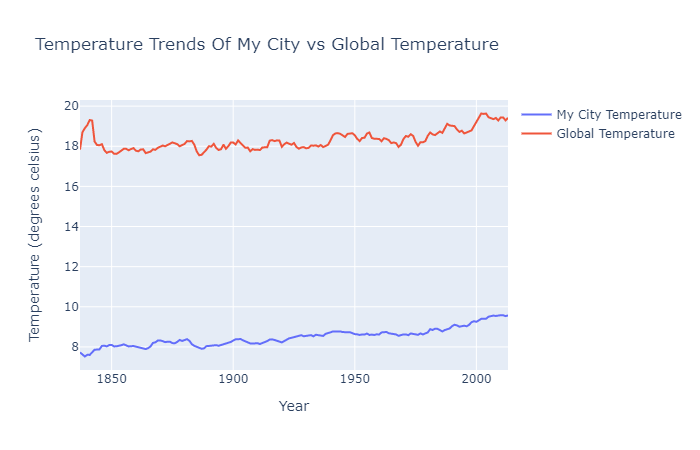 Temperature Trends Of My City vs Global Temperature
My City Temperature
Global Temperature
Temperature (degrees celsius)
20
18
16
14
12
10
8
1850
1900
1950
2000
Year